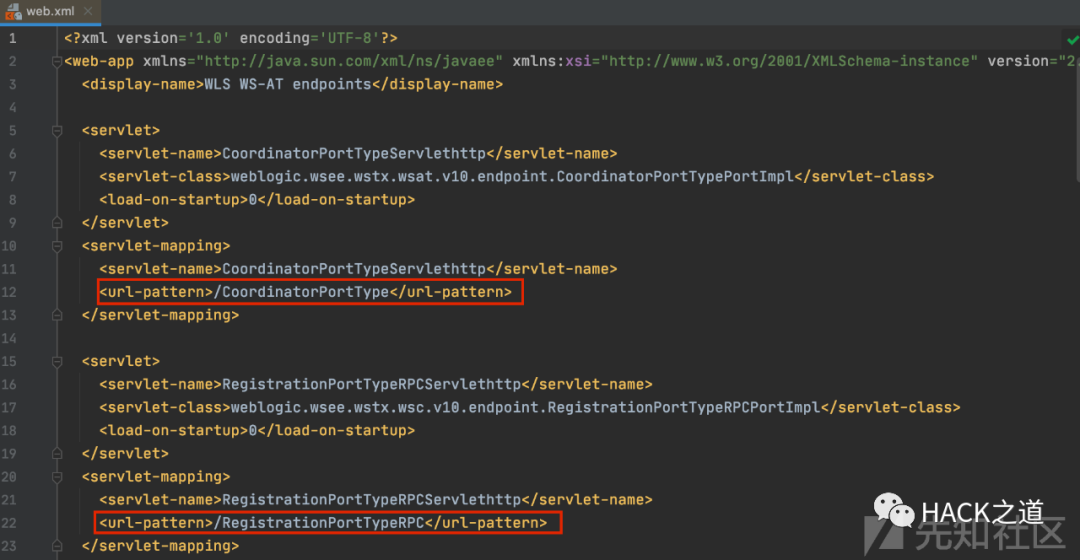 web.xml
1 <?xml version='1.0' encoding='UTF-8'?>
2 <web-app xmlns="http://java.sun.com/xml/ns/javaee" xmlns:xsi="http://www.w3.org/2001/XMLSchema-instance" version="2.
3 <display-name>WLS WS-AT endpoints</display-name>
4
5 <servlet>
6 <servlet-name>CoordinatorPortTypeServlethttp</servlet-name>
7 <servlet-class>weblogic.wsee.wstx.wsat.v10.endpoint.CoordinatorPortTypePortImpl</servlet-class>
8 <load-on-startup>0</load-on-startup>
9 </servlet>
10 <servlet-mapping>
11 <servlet-name>CoordinatorPortTypeServlethttp</servlet-name>
12 <url-pattern>/CoordinatorPortType</url-pattern>
13 </servlet-mapping>
14
15 <servlet>
16 <servlet-name>RegistrationPortTypeRPCServlethttp</servlet-name>
17 <servlet-class>weblogic.wsee.wstx.wsc.v10.endpoint.RegistrationPortTypeRPCPortImpl</servlet-class>
18 <load-on-startup>0</load-on-startup>
19 </servlet>
20 <servlet-mapping>
21 <servlet-name>RegistrationPortTypeRPCServlethttp</servlet-name>
22 <url-pattern>/RegistrationPortTypeRPC</url-pattern>
23 </servlet-mapping>
HACK之道
先知社区